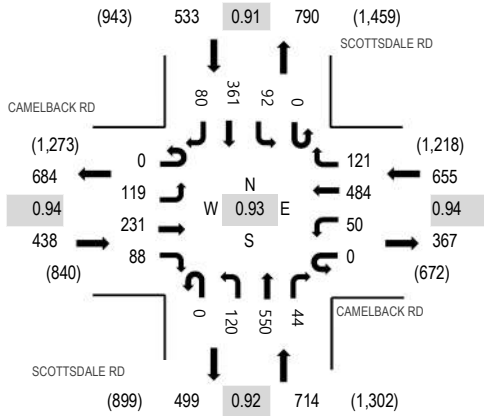 (943) 533 0.91 790 (1,459)
SCOTTSDALE RD
80 361 92 0
CAMELBACK RD
(1,273) (1,218)
0 121
684 655
119 N 484
0.94 W 0.93 E 0.94
231 50
438 S 367
88 0
(840) (672)
0 120 550 44
CAMELBACK RD
SCOTTSDALE RD
(899) 499 0.92 714 (1,302)